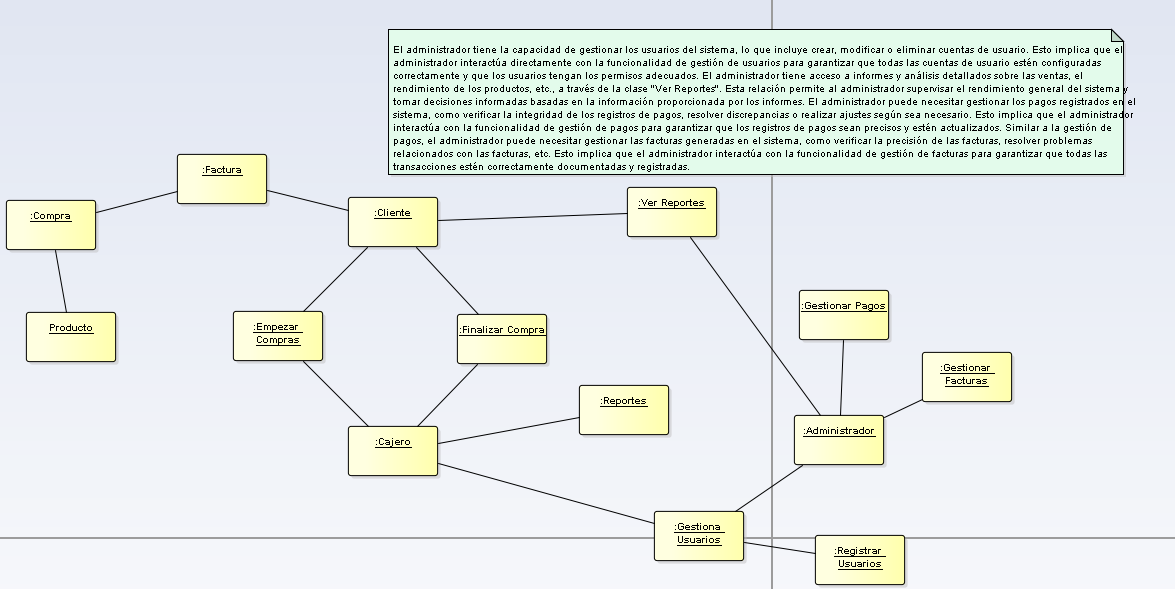 El administrador tiene la capacidad de gestionar los usuarios del sistema, lo que incluye crear, modificar o eliminar cuentas de usuario. Esto implica que el
administrador interactúa directamente con la funcionalidad de gestión de usuarios para garantizar que todas las cuentas de usuario estén configuradas
correctamente y que los usuarios tengan los permisos adecuados. El administrador tiene acceso a informes y análisis detallados sobre las ventas, el
rendimiento de los productos, etc., a través de la clase "Ver Reportes". Esta relación permite al administrador supervisar el rendimiento general del sistema y
tomar decisiones informadas basadas en la información proporcionada por los informes. El administrador puede necesitar gestionar los pagos registrados en el
sistema, como verificar la integridad de los registros de pagos, resolver discrepancias o realizar ajustes según sea necesario. Esto implica que el administrador
interactúa con la funcionalidad de gestión de pagos para garantizar que los registros de pagos sean precisos y estén actualizados. Similar a la gestión de
pagos, el administrador puede necesitar gestionar las facturas generadas en el sistema, como verificar la precisión de las facturas, resolver problemas
relacionados con las facturas, etc. Esto implica que el administrador interactúa con la funcionalidad de gestión de facturas para garantizar que todas las
transacciones estén correctamente documentadas y registradas.
:Factura
:Compra
:Cliente
:Ver Reportes
Producto
:Empezar
Compras
:Finalizar Compra
:Gestionar Pagos
:Gestionar
Facturas
:Reportes
:Cajero
:Administrador
:Gestiona
Usuarios
:Registrar
Usuarios